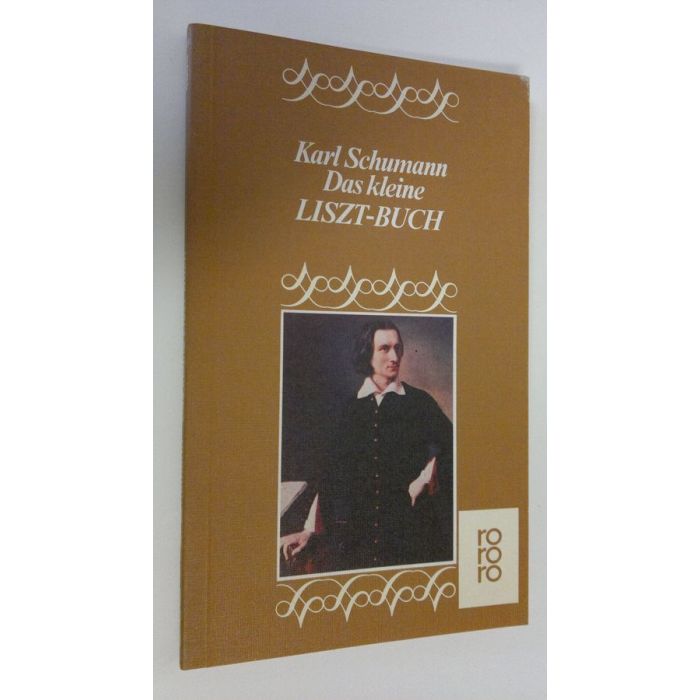 Karl Schumann
Das kleine
LISZT-BUCH
ro
ro
ro